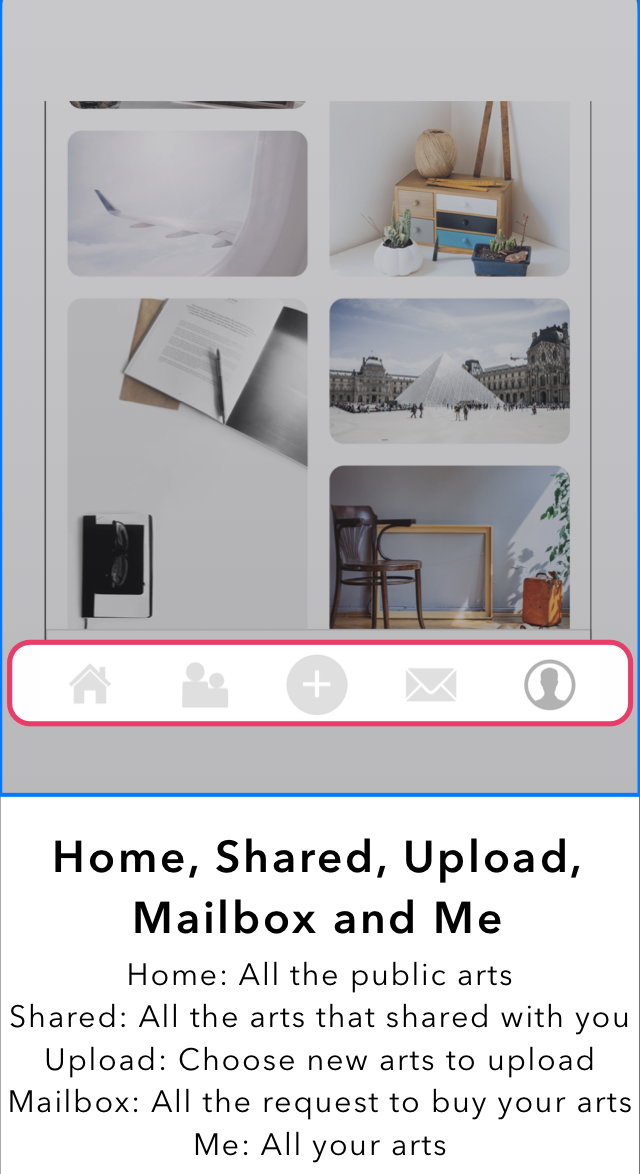 Home, Shared, Upload,
Mailbox and Me
Home: All the public arts
Shared: All the arts that shared with you
Upload: Choose new arts to upload
Mailbox: All the request to buy your arts
Me: All your arts